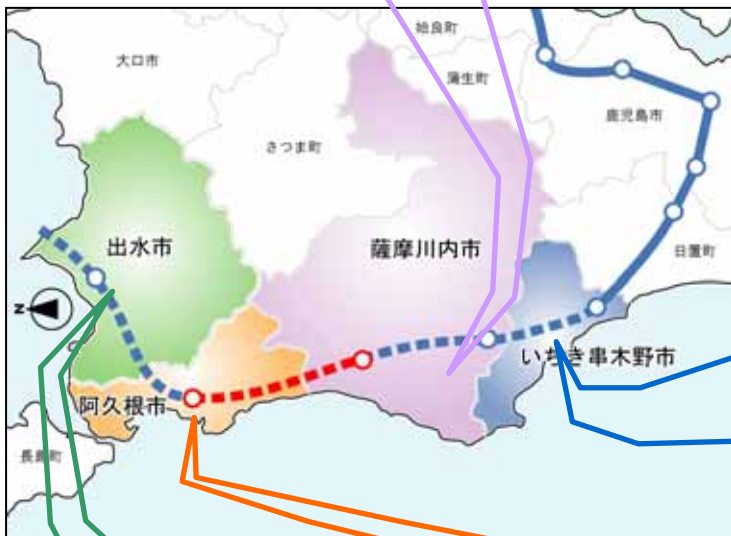 姶良町
大口市
蒲生町
鹿児島市
さつま町
出水市
薩摩川内市
日置町
N
いちき串木野市
阿久根市
長島町